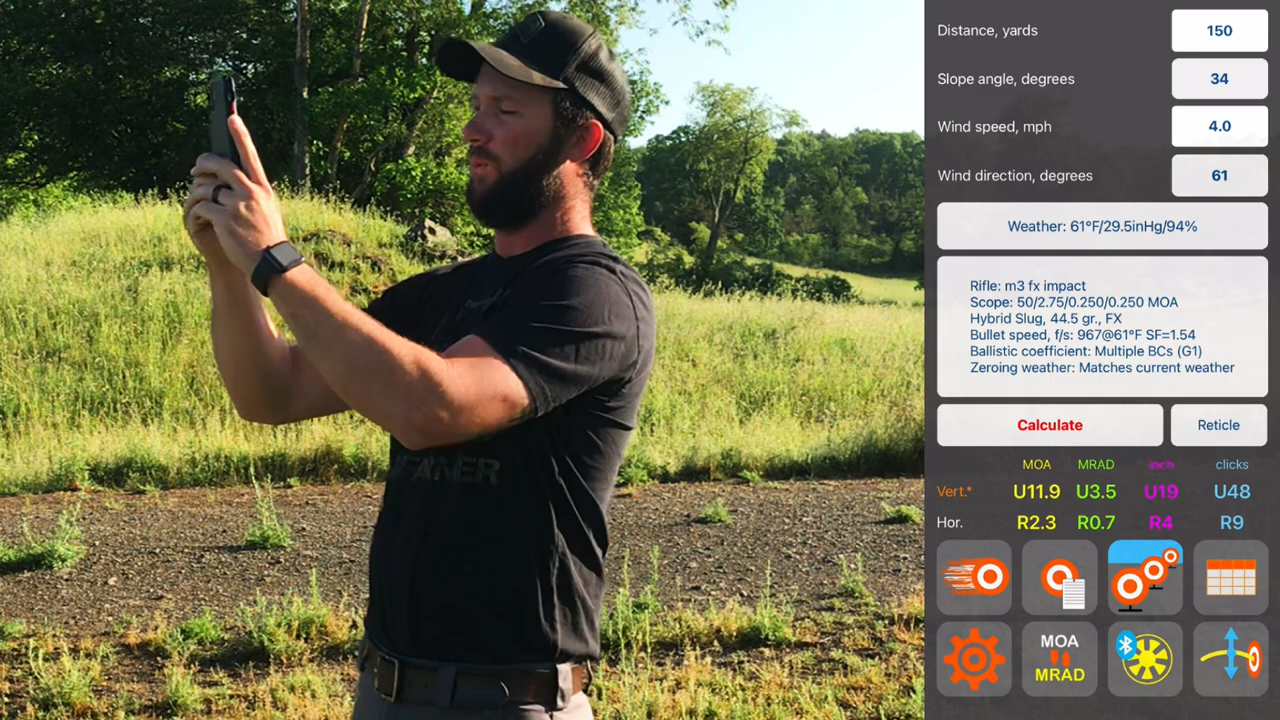 Distance, yards 150
Slope angle, degrees 34
Wind speed, mph 4.0
Wind direction, degrees 61
Weather: 61°F/29.5inHg/94%
Rifle: m3 fx impact
Scope: 50/2.75/0.250/0.250 MOA
Hybrid Slug, 44.5 gr., FX
Bullet speed, f/s: 967@61°F SF=1.54
Ballistic coefficient: Multiple BCs (G1)
Zeroing weather: Matches current weather
Calculate Reticle
MOA MRAD inch clicks
Vert.* U11.9 U3.5 U19 U48
Hor. R2.3 R0.7 R4 R9
MOA
MRAD